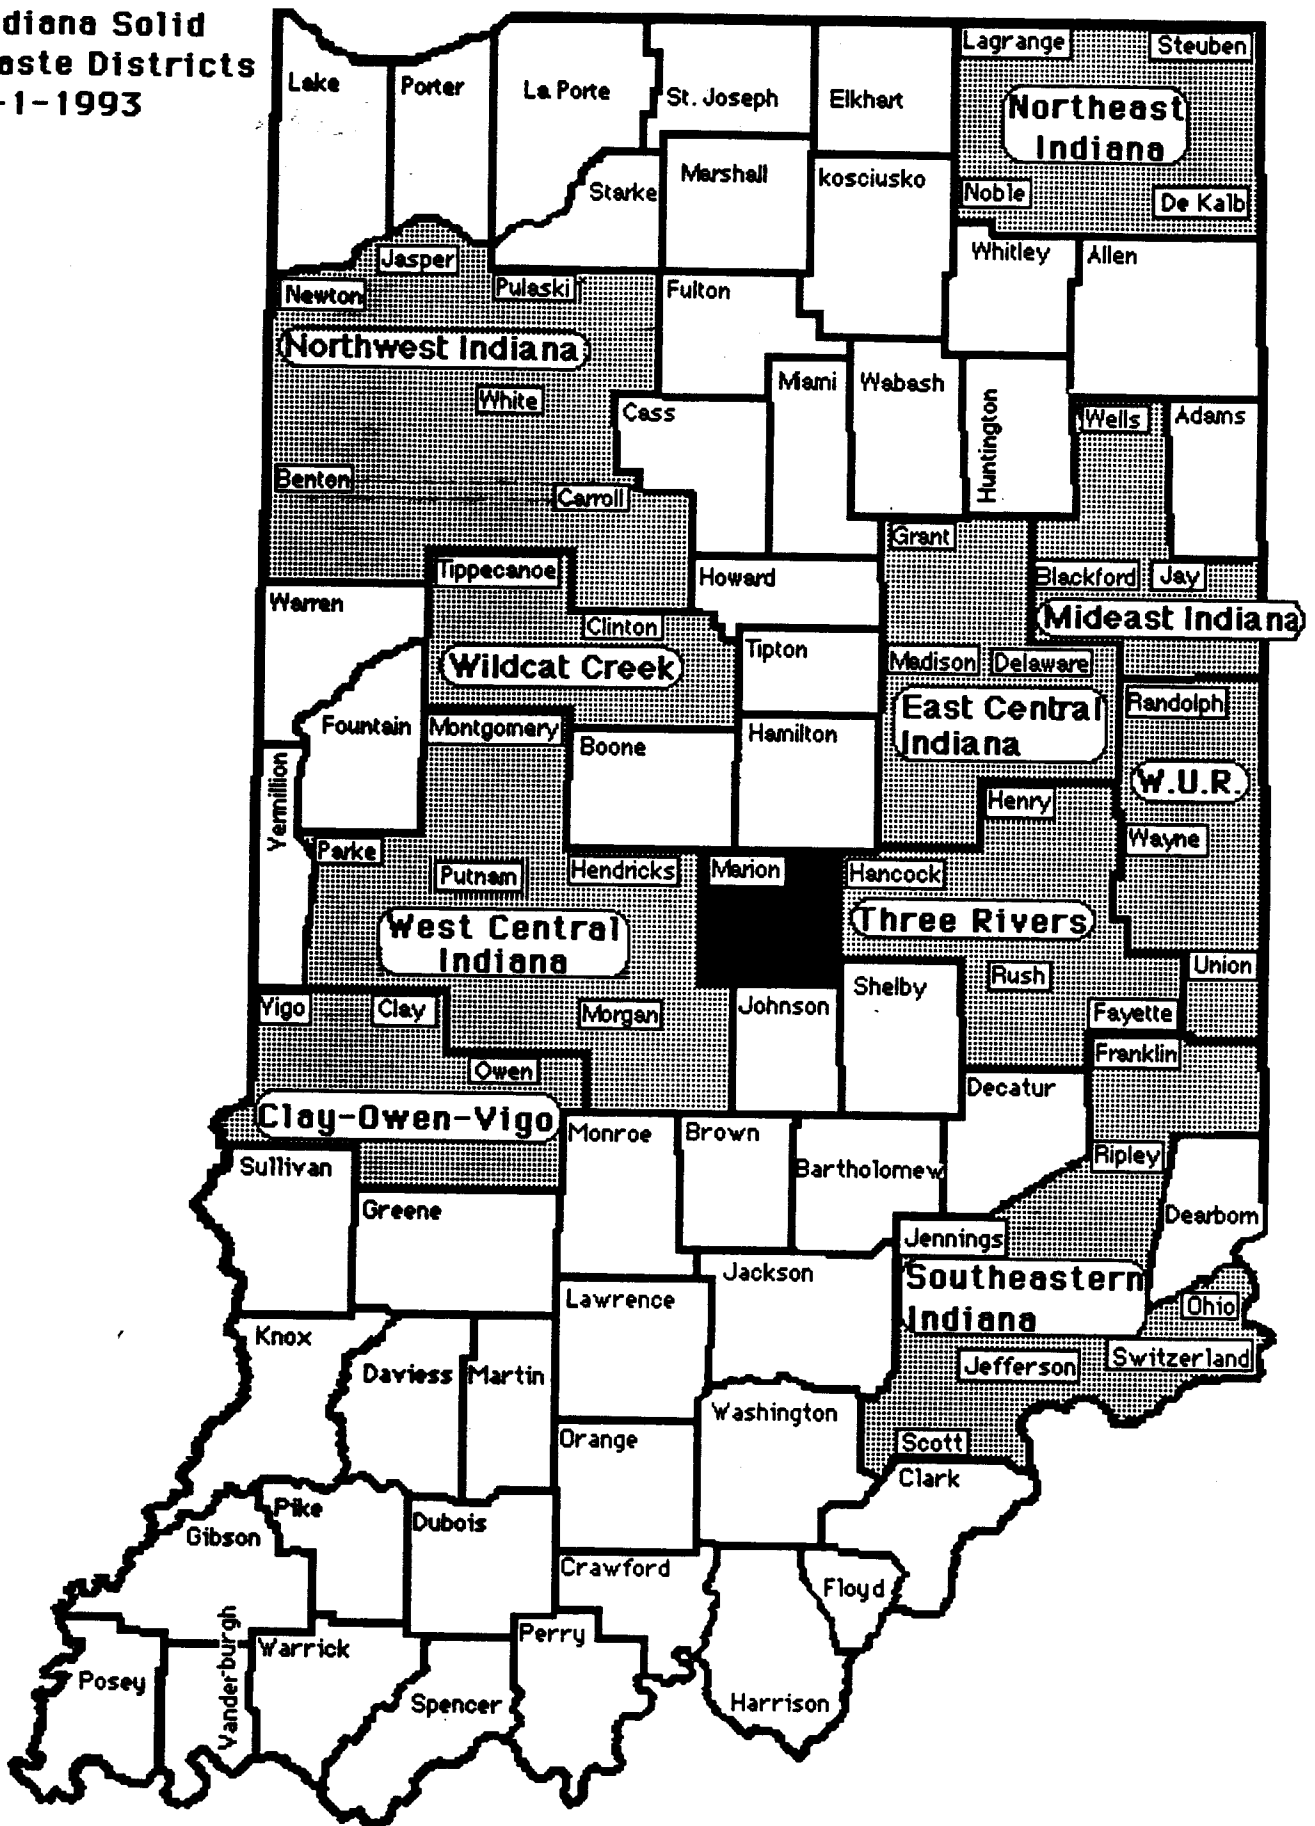 diana Solid
aste Districts
-1-1993
Lake
Porter
La Porte
St. Joseph
Elkhart
Lagrange
Steuben
Northeast
Indiana
Starke
Marshall
kosciusko
Noble
De Kalb
Jasper
Newton
Pulaski
Fulton
Whitley
Allen
Northwest Indiana
White
Cass
Miami
Wabash
Huntington
Wells
Adams
Benton
Carroll
Grant
Tippecanoe
Howard
Blackford
Jay
Warren
Clinton
Mideast Indiana
Wildcat Creek
Tipton
Madison
Delaware
Fountain
Montgomery
Boone
Hamilton
East Central
Indiana
Randolph
Vermillion
W.U.R.
Henry
Parke
Putnam
Hendricks
Marion
Hancock
Wayne
West Central
Indiana
Three Rivers
Vigo
Clay
Morgan
Johnson
Shelby
Rush
Union
Fayette
Owen
Franklin
Decatur
Clay-Owen-Vigo
Monroe
Brown
Bartholomew
Ripley
Sullivan
Greene
Dearborn
Jennings
Jackson
Southeastern
Indiana
Lawrence
Ohio
Knox
Daviess
Martin
Jefferson
Switzerland
Washington
Orange
Scott
Clark
Gibson
Pike
Dubois
Crawford
Floyd
Posey
Vanderburgh
Warrick
Spencer
Perry
Harrison